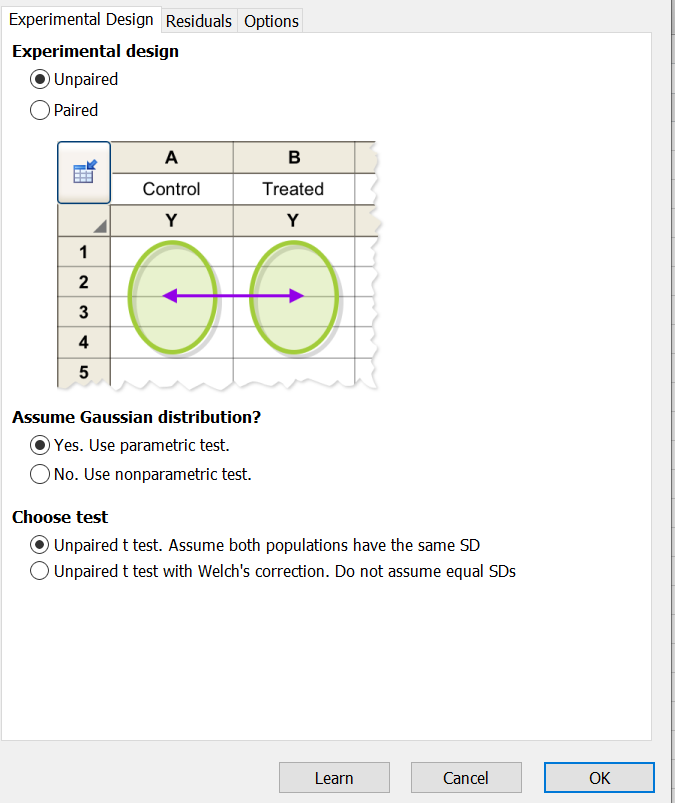 Experimental Design Residuals Options
Experimental design
Unpaired
Paired
A B
Control Treated
Y Y
1
2
3
4
5
Assume Gaussian distribution?
Yes. Use parametric test.
No. Use nonparametric test.
Choose test
Unpaired t test. Assume both populations have the same SD
Unpaired t test with Welch's correction. Do not assume equal SDs
Learn Cancel OK